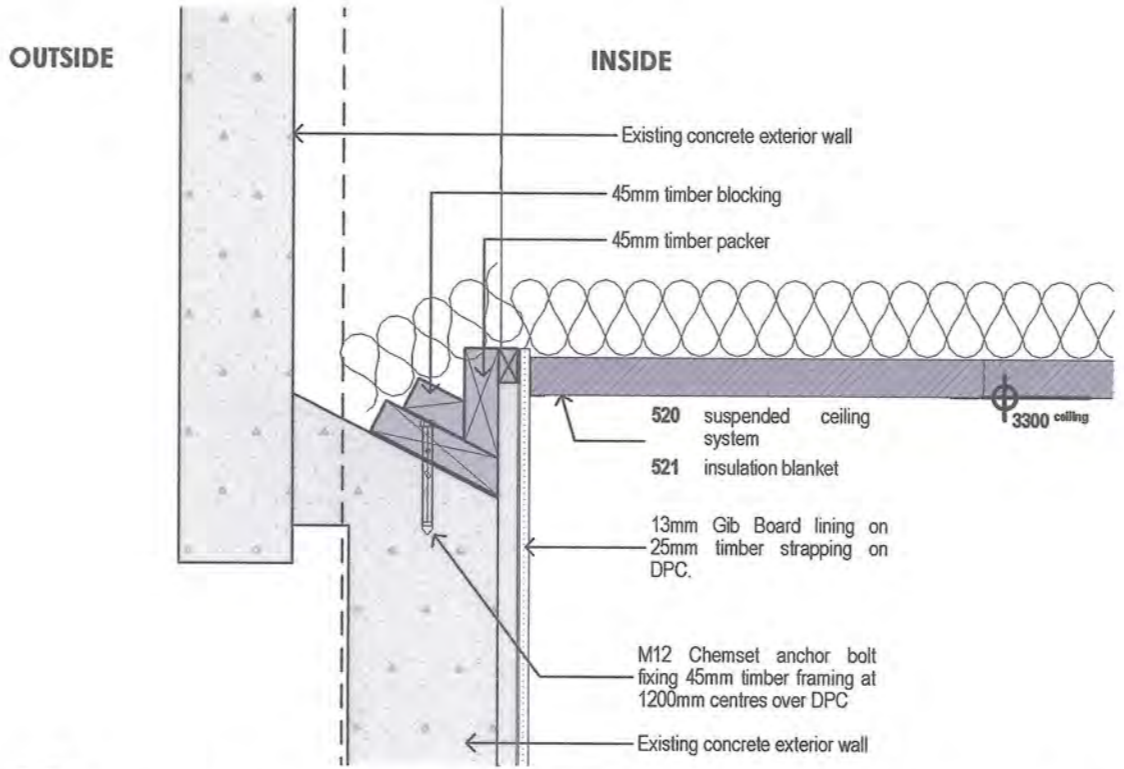 OUTSIDE
INSIDE
Existing concrete exterior wall
45mm timber blocking
45mm timber packer
520 suspended ceiling
system
521 insulation blanket
3300 ceiling
13mm Gib Board lining on
25mm timber strapping on
DPC.
M12 Chemset anchor bolt
fixing 45mm timber framing at
1200mm centres over DPC
Existing concrete exterior wall